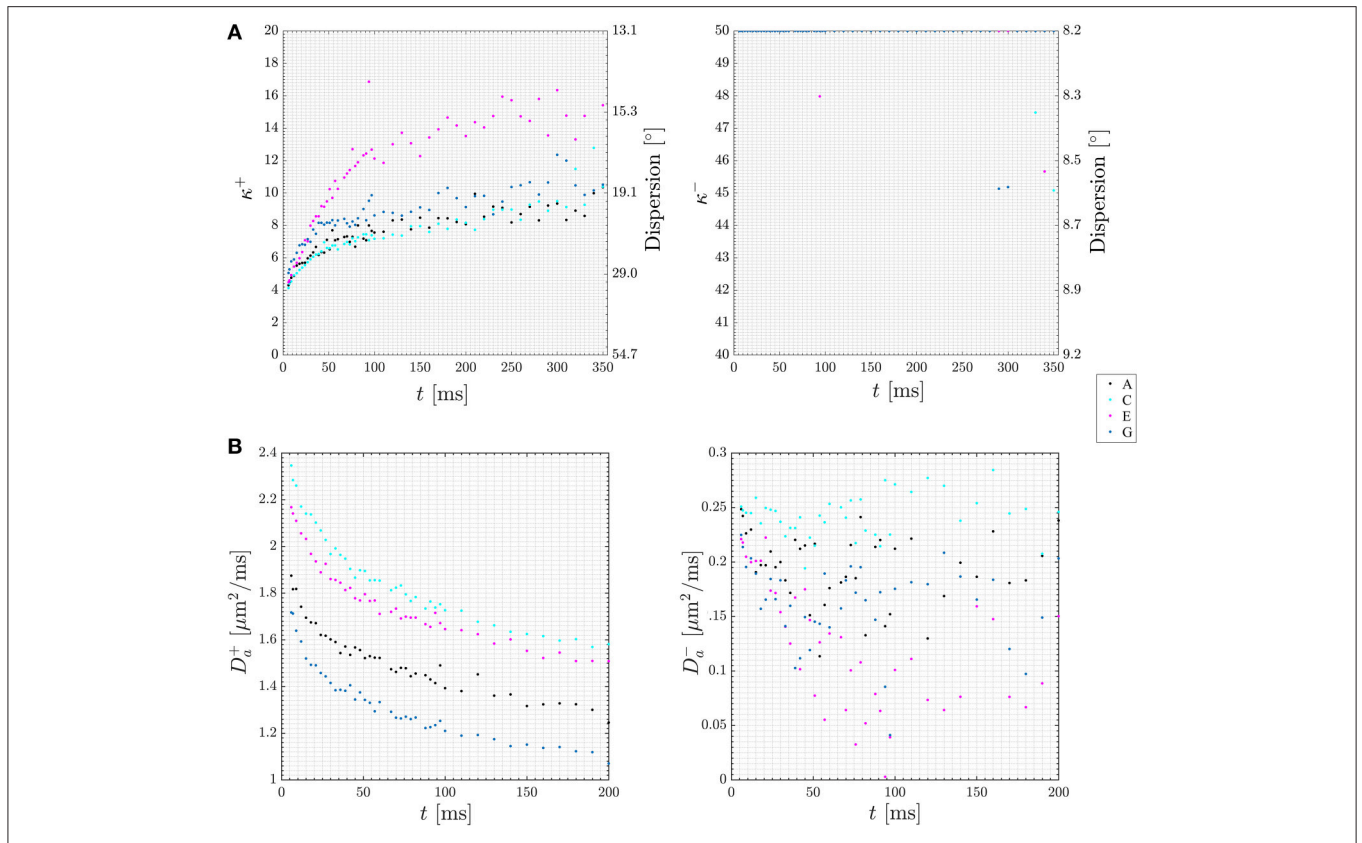 A
κ⁺
20
18
16
14
12
10
8
6
4
2
0
0 50 100 150 200 250 300 350
t [ms]
13.1
15.3
19.1
29.0
54.7
Dispersion [°]
κ⁻
50
49
48
47
46
45
44
43
42
41
40
0 50 100 150 200 250 300 350
t [ms]
8.2
8.3
8.5
8.7
8.9
9.2
Dispersion [°]
A
C
E
G
B
D_a⁺ [μm²/ms]
2.4
2.2
2
1.8
1.6
1.4
1.2
1
0 50 100 150 200
t [ms]
D_a⁻ [μm²/ms]
0.3
0.25
0.2
0.15
0.1
0.05
0
0 50 100 150 200
t [ms]